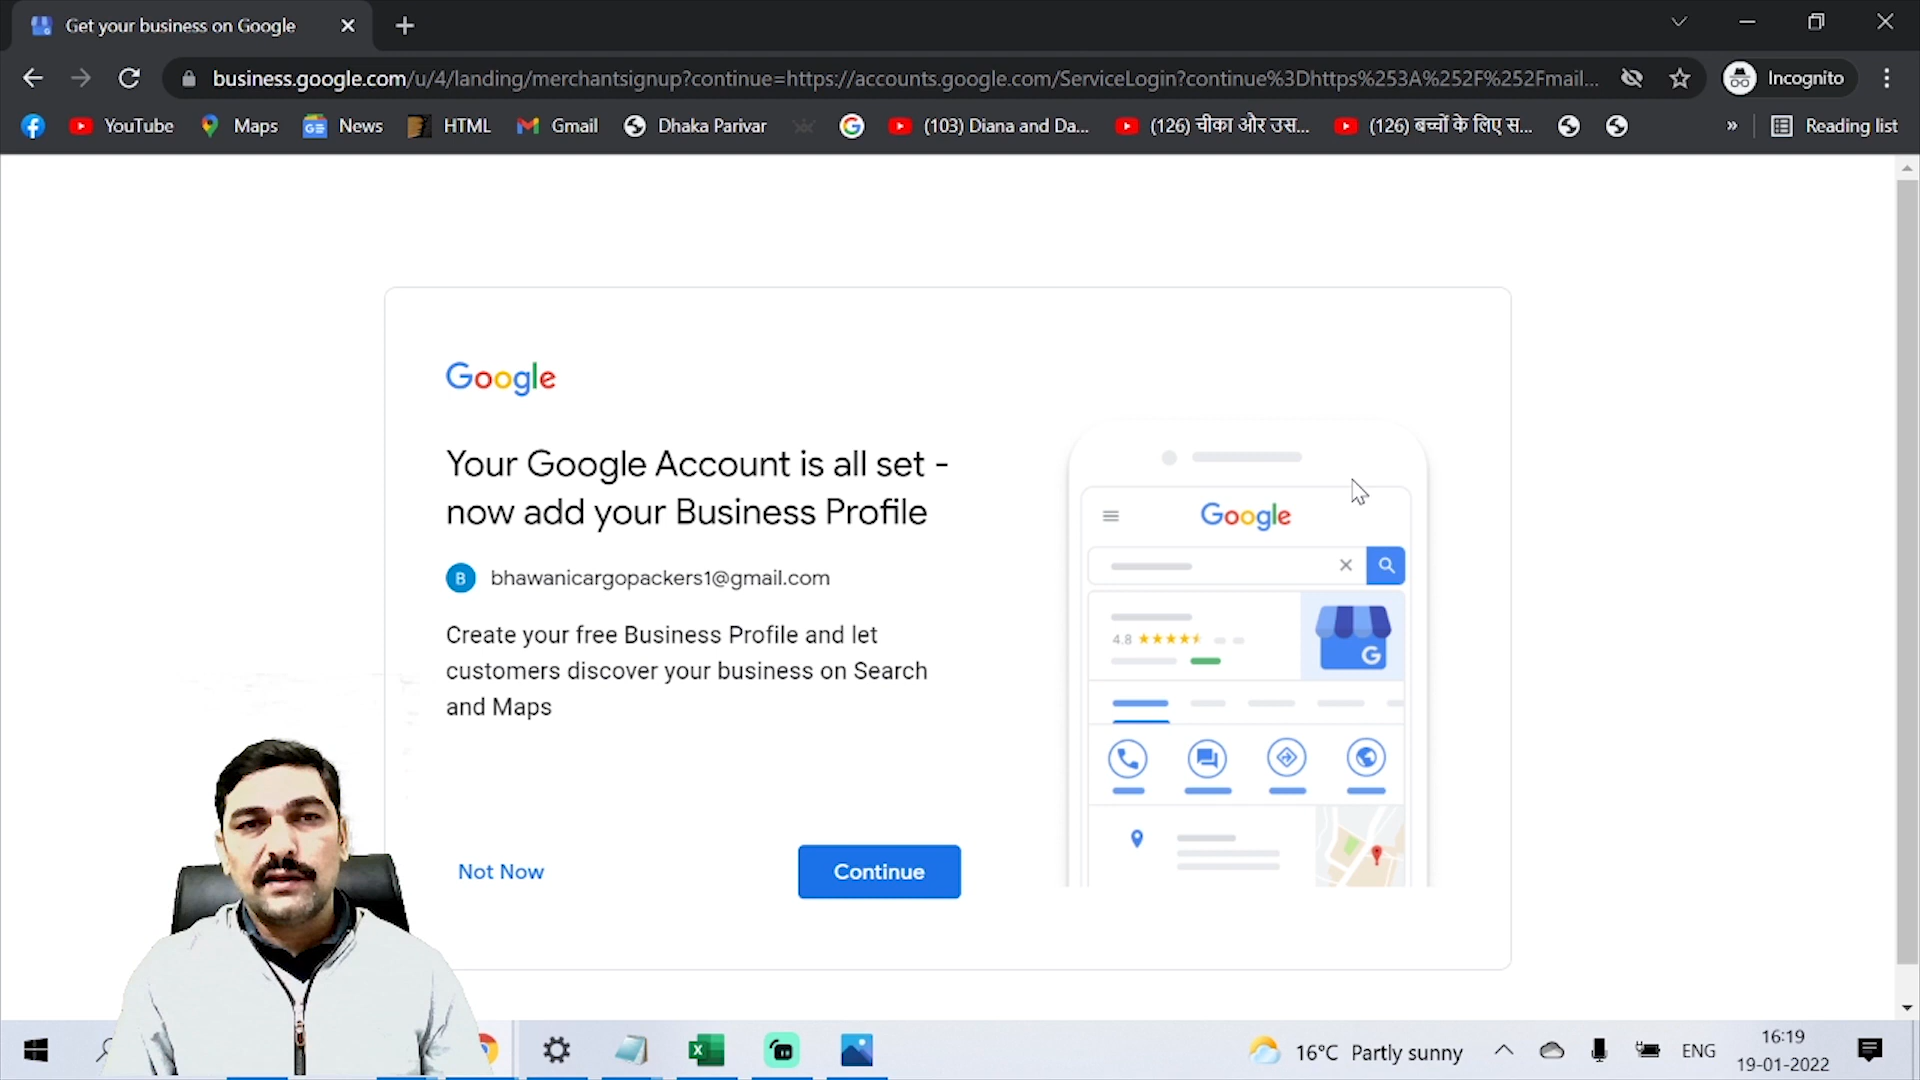 Get your business on Google
business.google.com/u/4/landing/merchantsignup?continue=https://accounts.google.com/ServiceLogin?continue%3Dhttps%253A%252F%252Fmail...
Incognito
YouTube
Maps
News
HTML
Gmail
Dhaka Parivar
(103) Diana and Da...
(126) चीका और उस...
(126) बच्चों के लिए स...
»
Reading list
Google
Your Google Account is all set -
now add your Business Profile
B bhawanicargopackers1@gmail.com
Create your free Business Profile and let
customers discover your business on Search
and Maps
Not Now
Continue
Google
4.8
G
16°C Partly sunny
ENG
16:19
19-01-2022